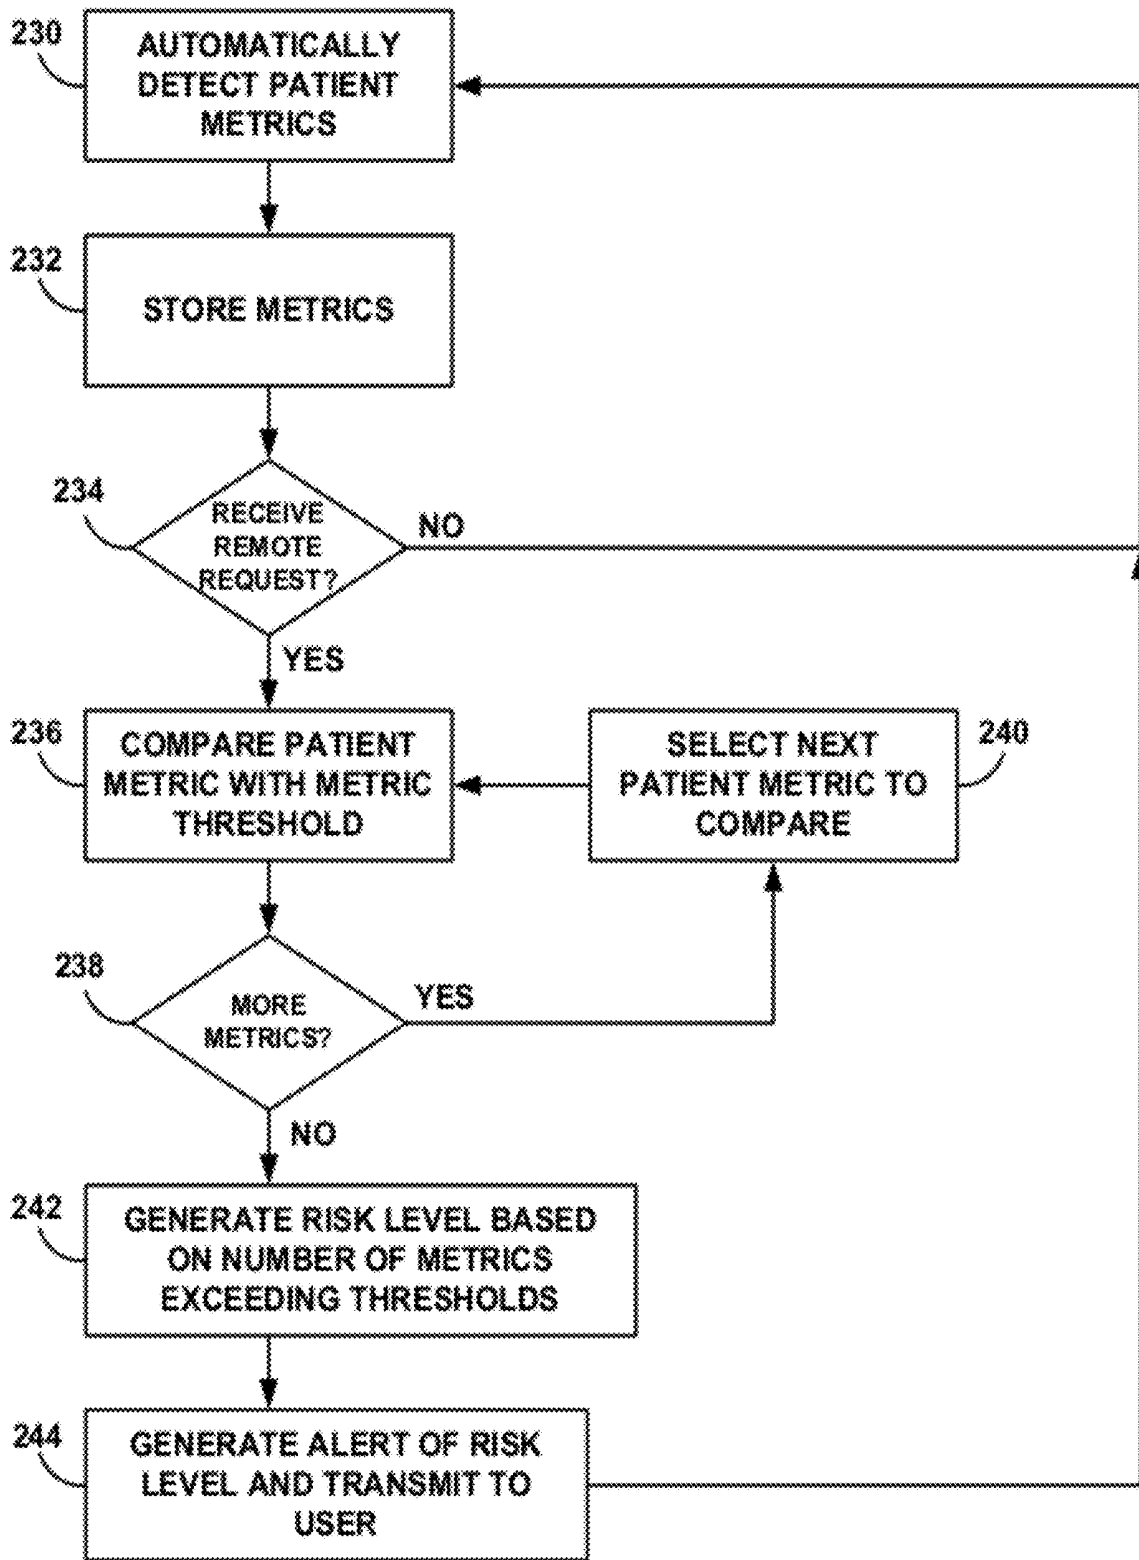 230
AUTOMATICALLY
DETECT PATIENT
METRICS
232
STORE METRICS
234
RECEIVE
REMOTE
REQUEST?
NO
YES
236
COMPARE PATIENT
METRIC WITH METRIC
THRESHOLD
SELECT NEXT
PATIENT METRIC TO
COMPARE
240
238
MORE
METRICS?
YES
NO
242
GENERATE RISK LEVEL BASED
ON NUMBER OF METRICS
EXCEEDING THRESHOLDS
244
GENERATE ALERT OF RISK
LEVEL AND TRANSMIT TO
USER